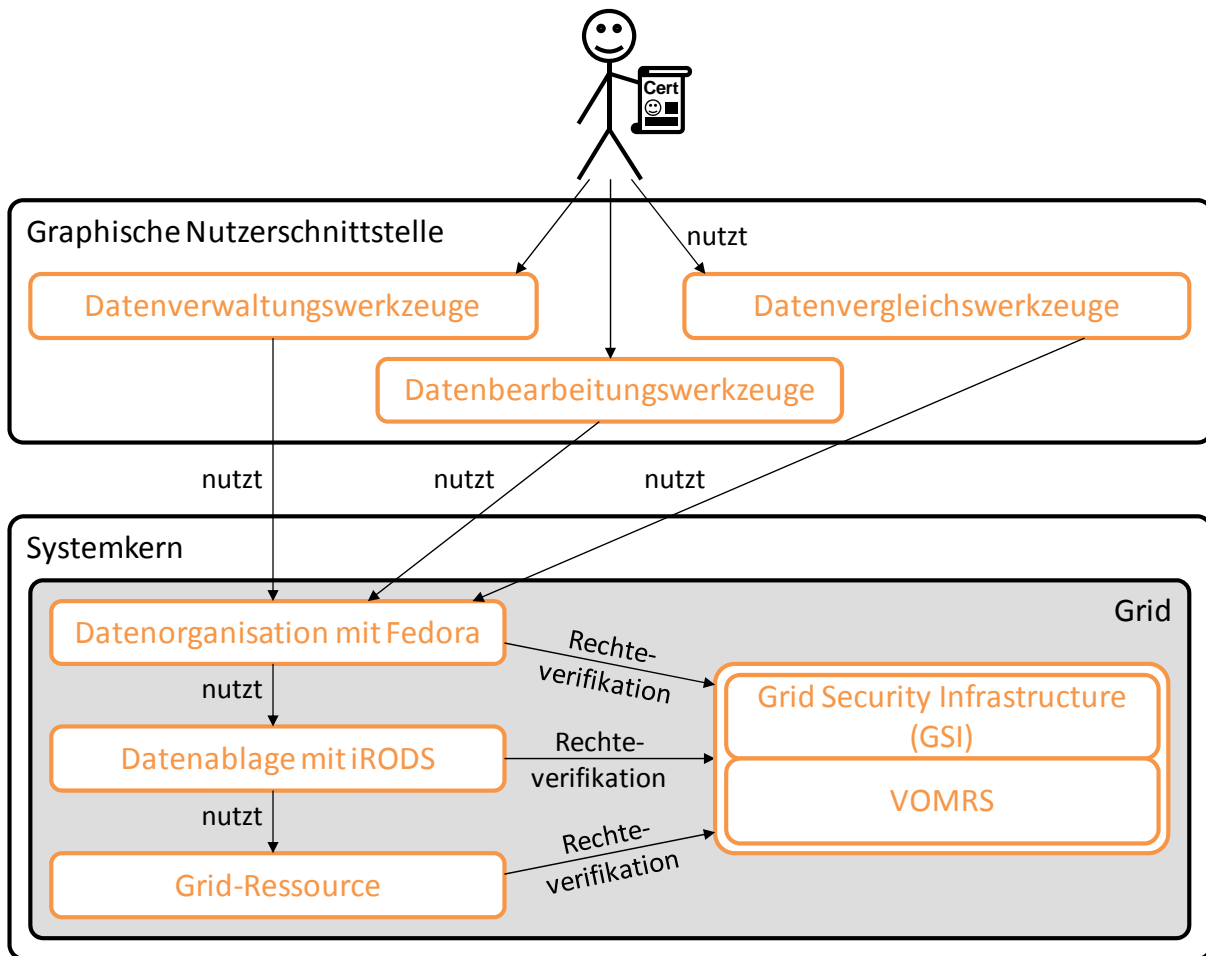 Cert
Graphische Nutzerschnittstelle
nutzt
Datenverwaltungswerkzeuge
Datenvergleichswerkzeuge
Datenbearbeitungswerkzeuge
nutzt
nutzt
nutzt
Systemkern
Grid
Datenorganisation mit Fedora
Rechte-
verifikation
nutzt
Grid Security Infrastructure
(GSI)
Datenablage mit iRODS
Rechte-
verifikation
VOMRS
nutzt
Rechte-
verifikation
Grid-Ressource